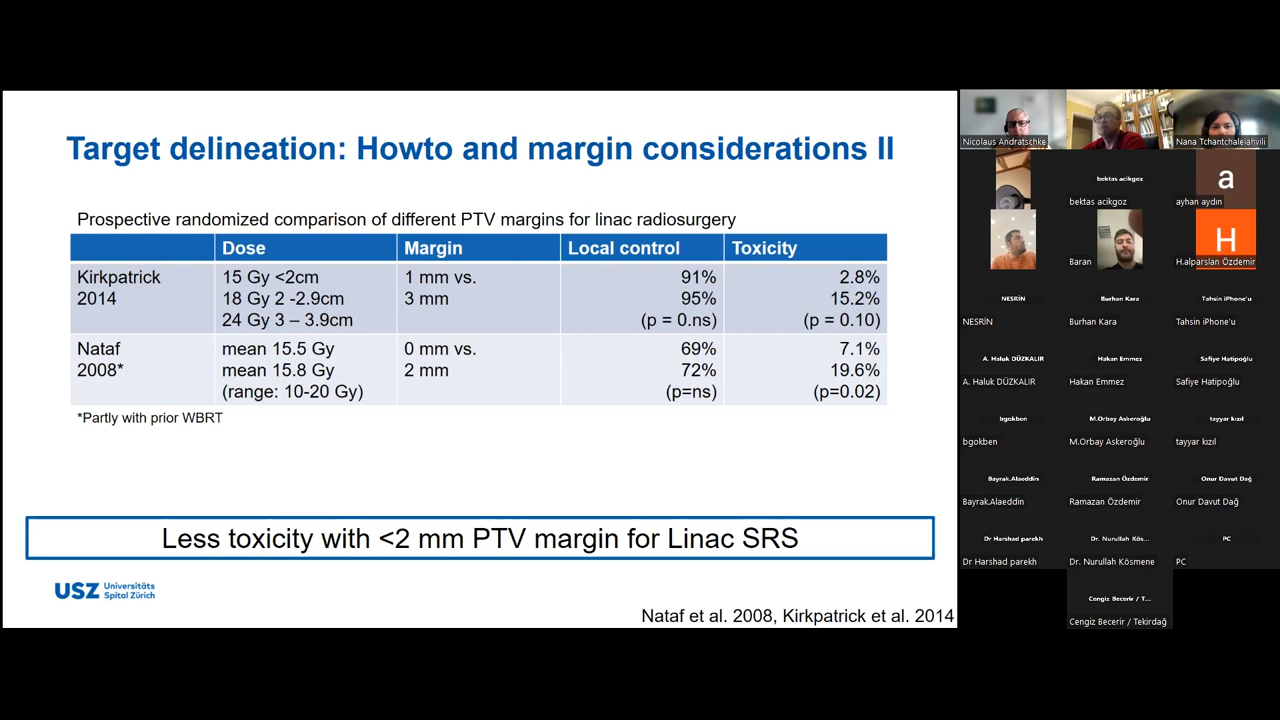 Target delineation: Howto and margin considerations II
Prospective randomized comparison of different PTV margins for linac radiosurgery
Dose Margin Local control Toxicity
Kirkpatrick 15 Gy <2cm 1 mm vs. 91% 2.8%
2014 18 Gy 2 -2.9cm 3 mm 95% 15.2%
24 Gy 3 – 3.9cm (p = 0.ns) (p = 0.10)
Nataf mean 15.5 Gy 0 mm vs. 69% 7.1%
2008* mean 15.8 Gy 2 mm 72% 19.6%
(range: 10-20 Gy) (p=ns) (p=0.02)
*Partly with prior WBRT
Less toxicity with <2 mm PTV margin for Linac SRS
USZ Universitäts
Spital Zürich
Nataf et al. 2008, Kirkpatrick et al. 2014
Nicolaus Andratschke Nana Tchantchaleiahvili
bektas acikgoz a
bektas acikgoz ayhan aydın
H
Baran H.alparslan Özdemir
NESRİN Burhan Kara Tahsin iPhone'u
NESRİN Burhan Kara Tahsin iPhone'u
A. Haluk DÜZKALIR Hakan Emmez Safiye Hatipoğlu
A. Haluk DÜZKALIR Hakan Emmez Safiye Hatipoğlu
bgokben M.Orbay Askeroğlu tayyar kızıl
bgokben M.Orbay Askeroğlu tayyar kızıl
Bayrak.Alaeddin Ramazan Özdemir Onur Davut Dağ
Bayrak.Alaeddin Ramazan Özdemir Onur Davut Dağ
Dr Harshad parekh Dr. Nurullah Kös... PC
Dr Harshad parekh Dr. Nurullah Kösmene PC
Cengiz Becerir / T...
Cengiz Becerir / Tekirdağ